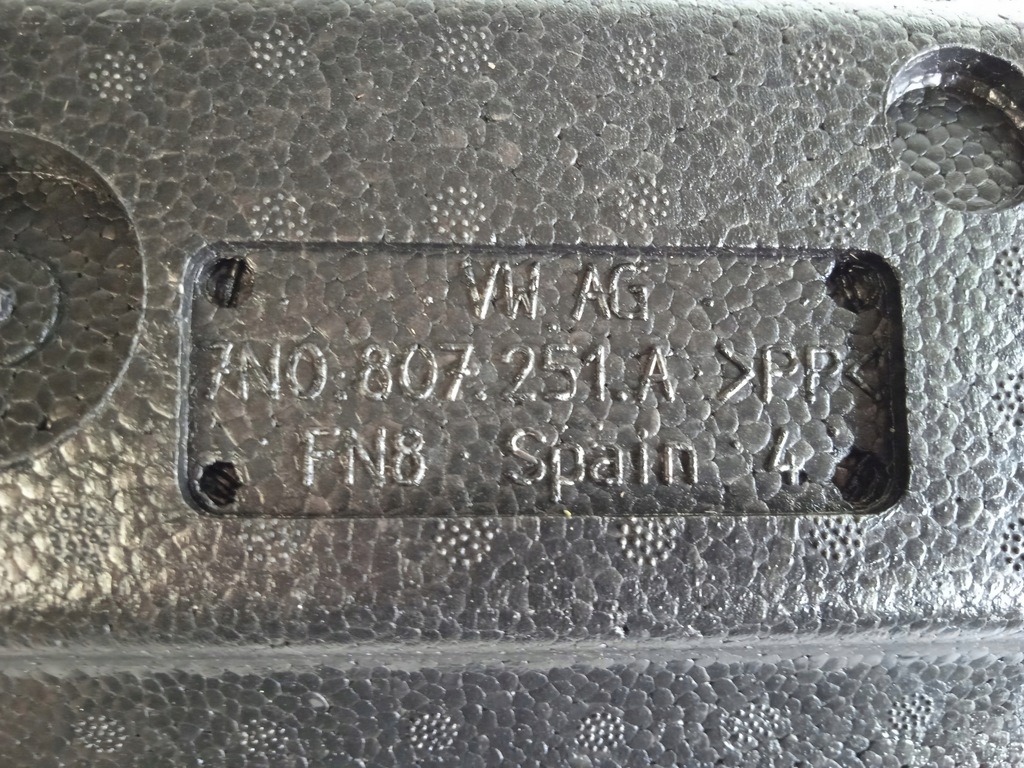 VW AG
7N0.807.251.A >PP<
FN8 Spain 4